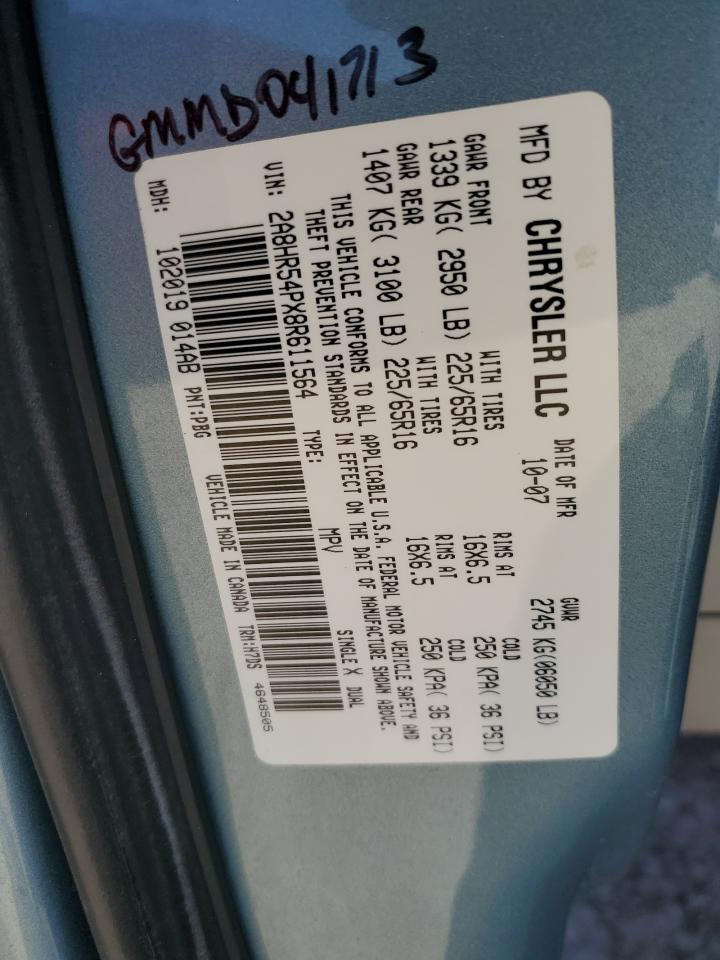 GMMD041713
MFD BY CHRYSLER LLC DATE OF MFR 10-07 GVWR 2745 KG(06050 LB)
GAWR FRONT WITH TIRES RIMS AT COLD
1339 KG( 2950 LB) 225/65R16 16X6.5 250 KPA( 36 PSI)
GAWR REAR WITH TIRES RIMS AT COLD
1407 KG( 3100 LB) 225/65R16 16X6.5 250 KPA( 36 PSI)
THIS VEHICLE CONFORMS TO ALL APPLICABLE U.S.A. FEDERAL MOTOR VEHICLE SAFETY AND
THEFT PREVENTION STANDARDS IN EFFECT ON THE DATE OF MANUFACTURE SHOWN ABOVE.
VIN: 2A8HR54PX8R611564 TYPE: MPV SINGLE X DUAL
MDH: 102019 014AB PNT:PBG VEHICLE MADE IN CANADA TRM:H7DS 4648505